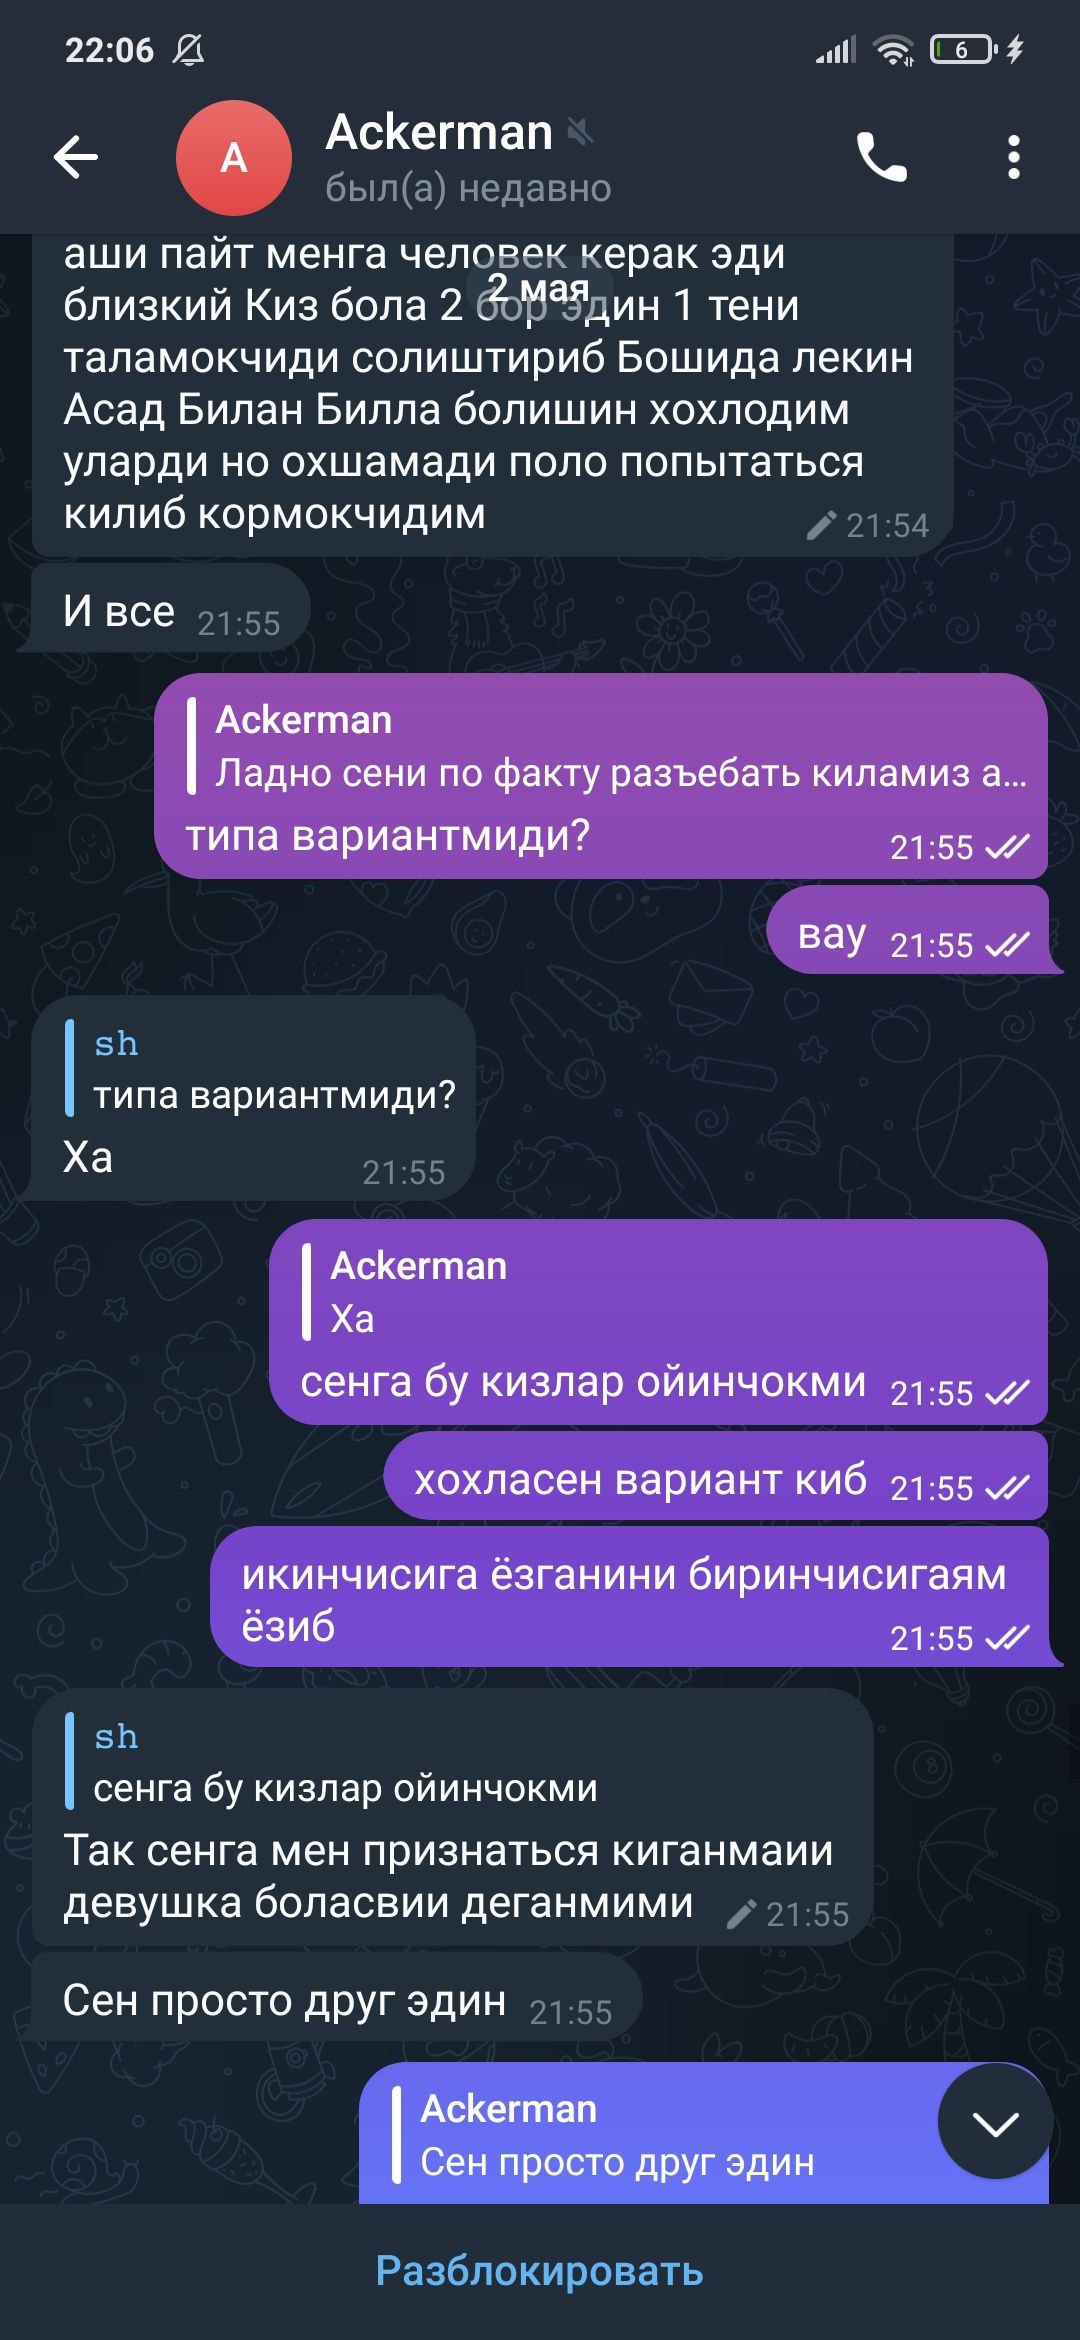 22:06
6
A
Ackerman
был(а) недавно
2 мая
аши пайт менга человек керак эди
близкий Киз бола 2 бор эдин 1 тени
таламокчиди солиштириб Бошида лекин
Асад Билан Билла болишин хохлодим
уларди но охшамади поло попытаться
килиб кормокчидим
21:54
И все 21:55
Ackerman
Ладно сени по факту разъебать киламиз а...
типа вариантмиди?
21:55
вау 21:55
sh
типа вариантмиди?
Ха
21:55
Ackerman
Ха
сенга бу кизлар ойинчокми 21:55
хохласен вариант киб 21:55
икинчисига ёзганини биринчисигаям
ёзиб
21:55
sh
сенга бу кизлар ойинчокми
Так сенга мен признаться киганмаии
девушка боласвии деганмими 21:55
Сен просто друг эдин 21:55
Ackerman
Сен просто друг эдин
Разблокировать